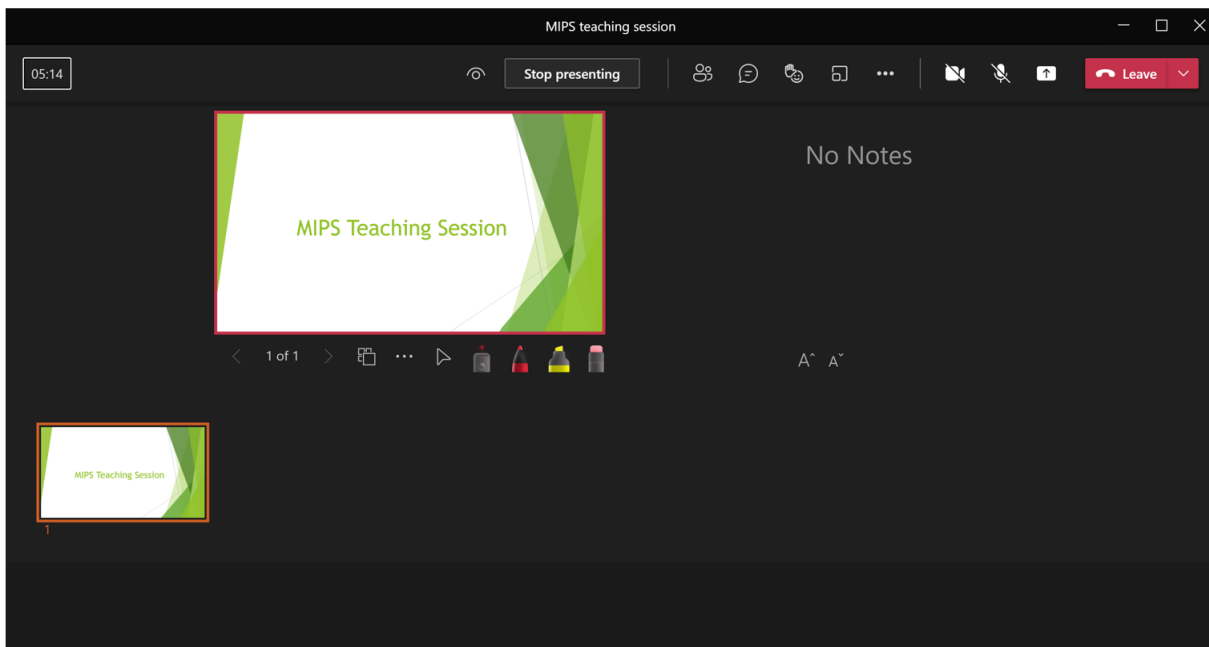 MIPS teaching session
05:14
Stop presenting
Leave
MIPS Teaching Session
No Notes
1 of 1
A A
MIPS Teaching Session
1